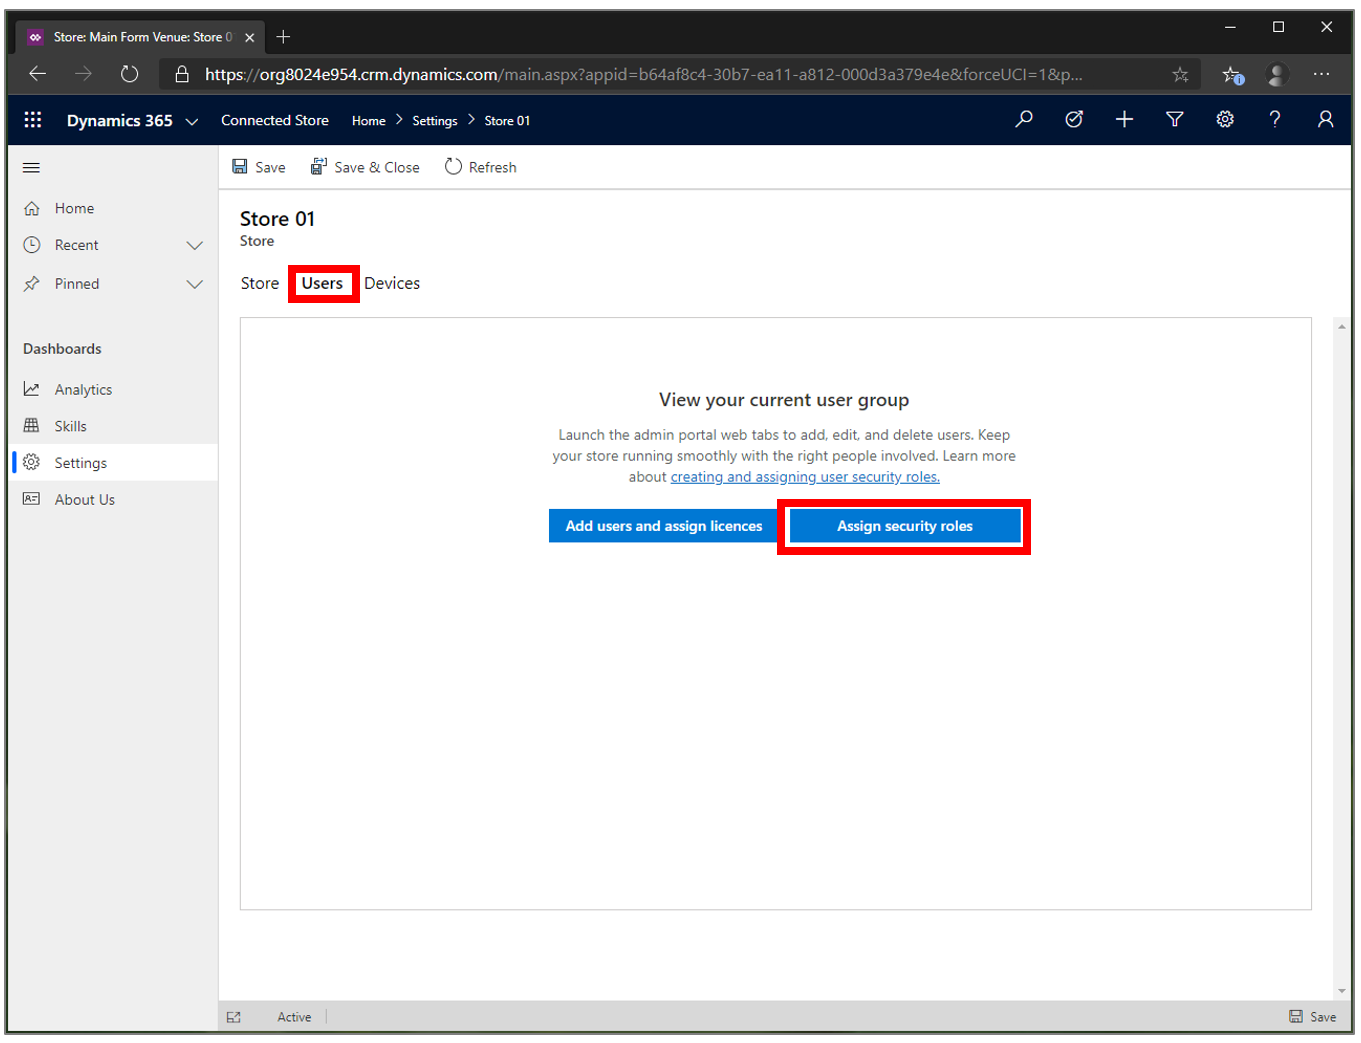 Store: Main Form Venue: Store 0
https://org8024e954.crm.dynamics.com/main.aspx?appid=b64af8c4-30b7-ea11-a812-000d3a379e4e&forceUCI=1&p...
Dynamics 365 Connected Store Home > Settings > Store 01
Save Save & Close Refresh
Home
Recent
Pinned
Dashboards
Analytics
Skills
Settings
About Us
Store 01
Store
Store Users Devices
View your current user group
Launch the admin portal web tabs to add, edit, and delete users. Keep
your store running smoothly with the right people involved. Learn more
about creating and assigning user security roles.
Add users and assign licences Assign security roles
Active Save